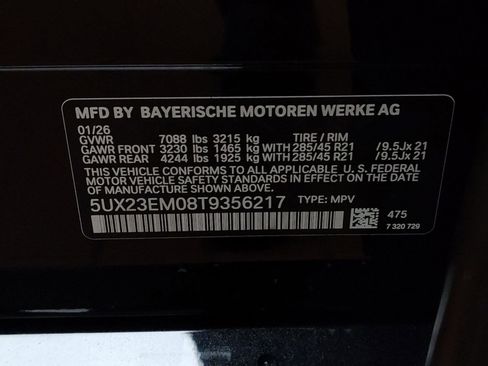 MFD BY BAYERISCHE MOTOREN WERKE AG
01/26
GVWR 7088 lbs 3215 kg TIRE / RIM
GAWR FRONT 3230 lbs 1465 kg WITH 285/45 R21 /9.5Jx 21
GAWR REAR 4244 lbs 1925 kg WITH 285/45 R21 /9.5Jx 21
THIS VEHICLE CONFORMS TO ALL APPLICABLE U. S. FEDERAL
MOTOR VEHICLE SAFETY STANDARDS IN EFFECT ON THE DATE
OF MANUFACTURE SHOWN ABOVE.
5UX23EM08T9356217 TYPE: MPV
475
7 320 729